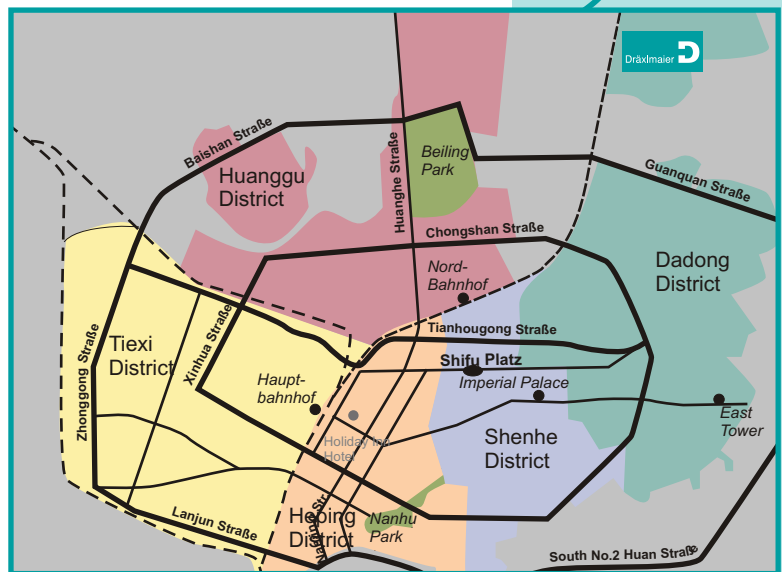 Dräxlmaier D
Baishan Straße
Huanggu
District
Huanghe Straße
Beiling
Park
Guanquan Straße
Chongshan Straße
Dadong
District
Nord-
Bahnhof
Tiexi
District
Zhonggong Straße
Xinhua Straße
Tianhougong Straße
Shifu Platz
Haupt-
bahnhof
Imperial Palace
East
Tower
Holiday Inn
Hotel
Shenhe
District
Lanjun Straße
Heping
District
Nanhu
Park
South No.2 Huan Straße